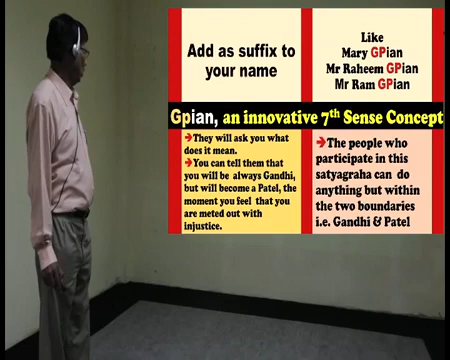 Add as suffix to
your name
Like
Mary GPian
Mr Raheem GPian
Mr Ram GPian
Gpian, an innovative 7th Sense Concept
➔They will ask you what
does it mean.
➔You can tell them that
you will be always Gandhi,
but will become a Patel, the
moment you feel that you
are meted out with
injustice.
➔The people who
participate in this
satyagraha can do
anything but within
the two boundaries
i.e. Gandhi & Patel